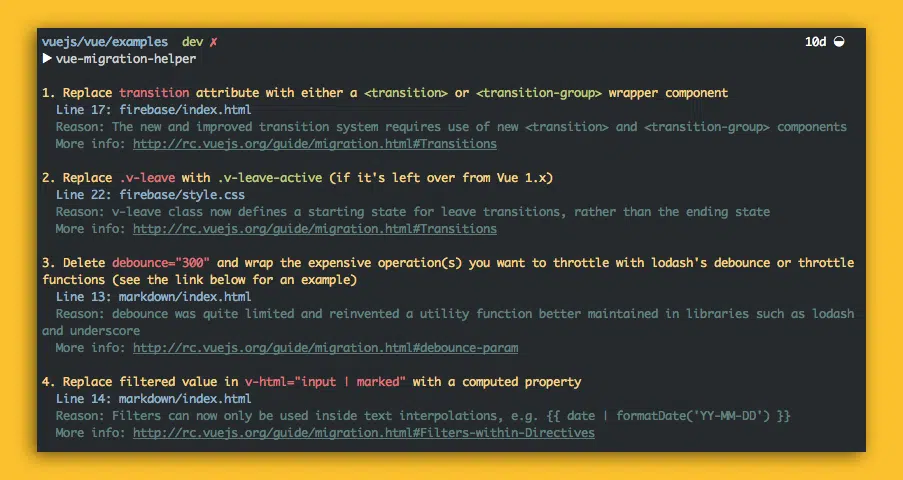 vuejs/vue/examples dev ✗ 10d
▶ vue-migration-helper
1. Replace transition attribute with either a <transition> or <transition-group> wrapper component
Line 17: firebase/index.html
Reason: The new and improved transition system requires use of new <transition> and <transition-group> components
More info: http://rc.vuejs.org/guide/migration.html#Transitions
2. Replace .v-leave with .v-leave-active (if it's left over from Vue 1.x)
Line 22: firebase/style.css
Reason: v-leave class now defines a starting state for leave transitions, rather than the ending state
More info: http://rc.vuejs.org/guide/migration.html#Transitions
3. Delete debounce="300" and wrap the expensive operation(s) you want to throttle with lodash's debounce or throttle
functions (see the link below for an example)
Line 13: markdown/index.html
Reason: debounce was quite limited and reinvented a utility function better maintained in libraries such as lodash
and underscore
More info: http://rc.vuejs.org/guide/migration.html#debounce-param
4. Replace filtered value in v-html="input | marked" with a computed property
Line 14: markdown/index.html
Reason: Filters can now only be used inside text interpolations, e.g. {{ date | formatDate('YY-MM-DD') }}
More info: http://rc.vuejs.org/guide/migration.html#Filters-within-Directives